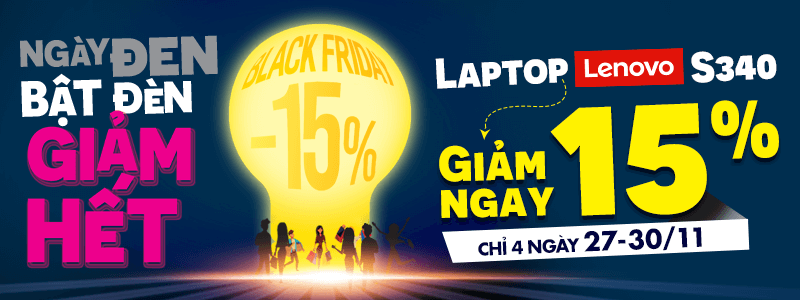 NGÀY ĐEN
BẬT ĐÈN
GIẢM
HẾT
BLACK FRIDAY
-15%
LAPTOP Lenovo S340
GIẢM
NGAY
15%
CHỈ 4 NGÀY 27-30/11